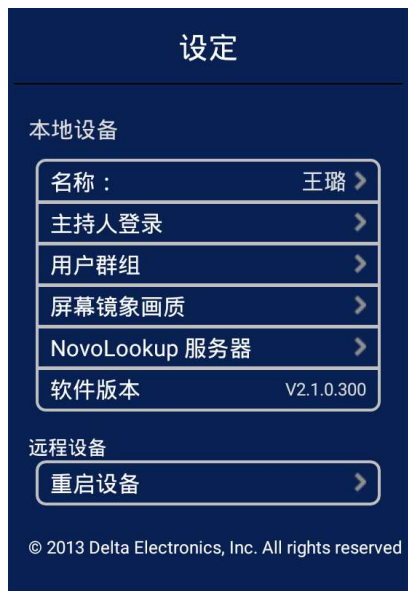 设定
本地设备
名称： 王璐
主持人登录
用户群组
屏幕镜象画质
NovoLookup 服务器
软件版本 V2.1.0.300
远程设备
重启设备
© 2013 Delta Electronics, Inc. All rights reserved